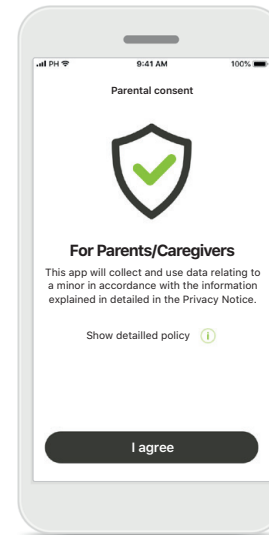 PH 9:41 AM 100%
Parental consent
For Parents/Caregivers
This app will collect and use data relating to
a minor in accordance with the information
explained in detailed in the Privacy Notice.
Show detailled policy i
I agree